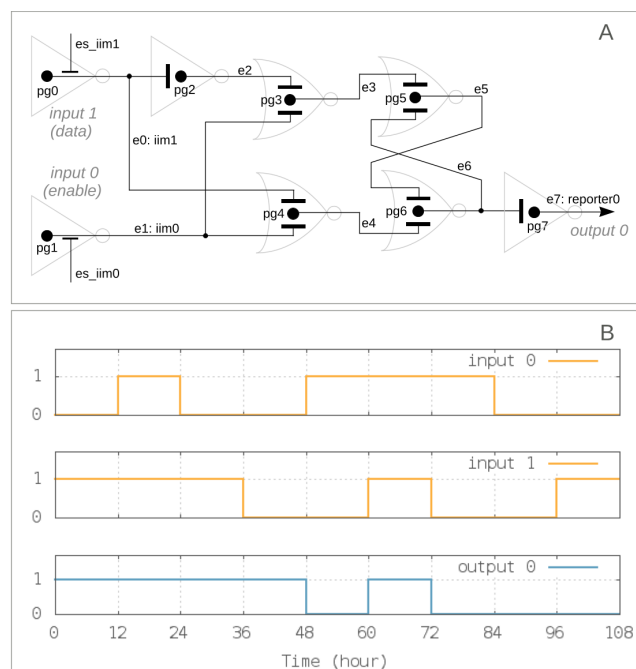 A
es_iim1
pg0
input 1
(data)
pg2
e2
pg3
e3
pg5
e5
e0: iim1
input 0
(enable)
e6
pg1
e1: iim0
pg4
e4
pg6
e7: reporter0
pg7
output 0
es_iim0
B
input 0
1
0
input 1
1
0
output 0
1
0
0 12 24 36 48 60 72 84 96 108
Time (hour)